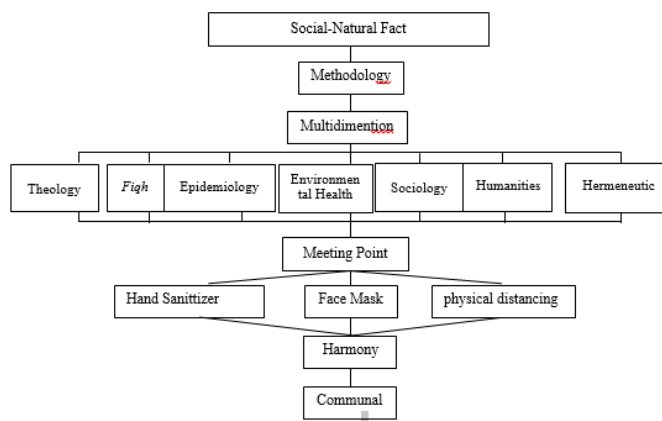 Social-Natural Fact
Methodology
Multidimention
Theology
Fiqh
Epidemiology
Environmen
tal Health
Sociology
Humanities
Hermeneutic
Meeting Point
Hand Sanittizer
Face Mask
physical distancing
Harmony
Communal